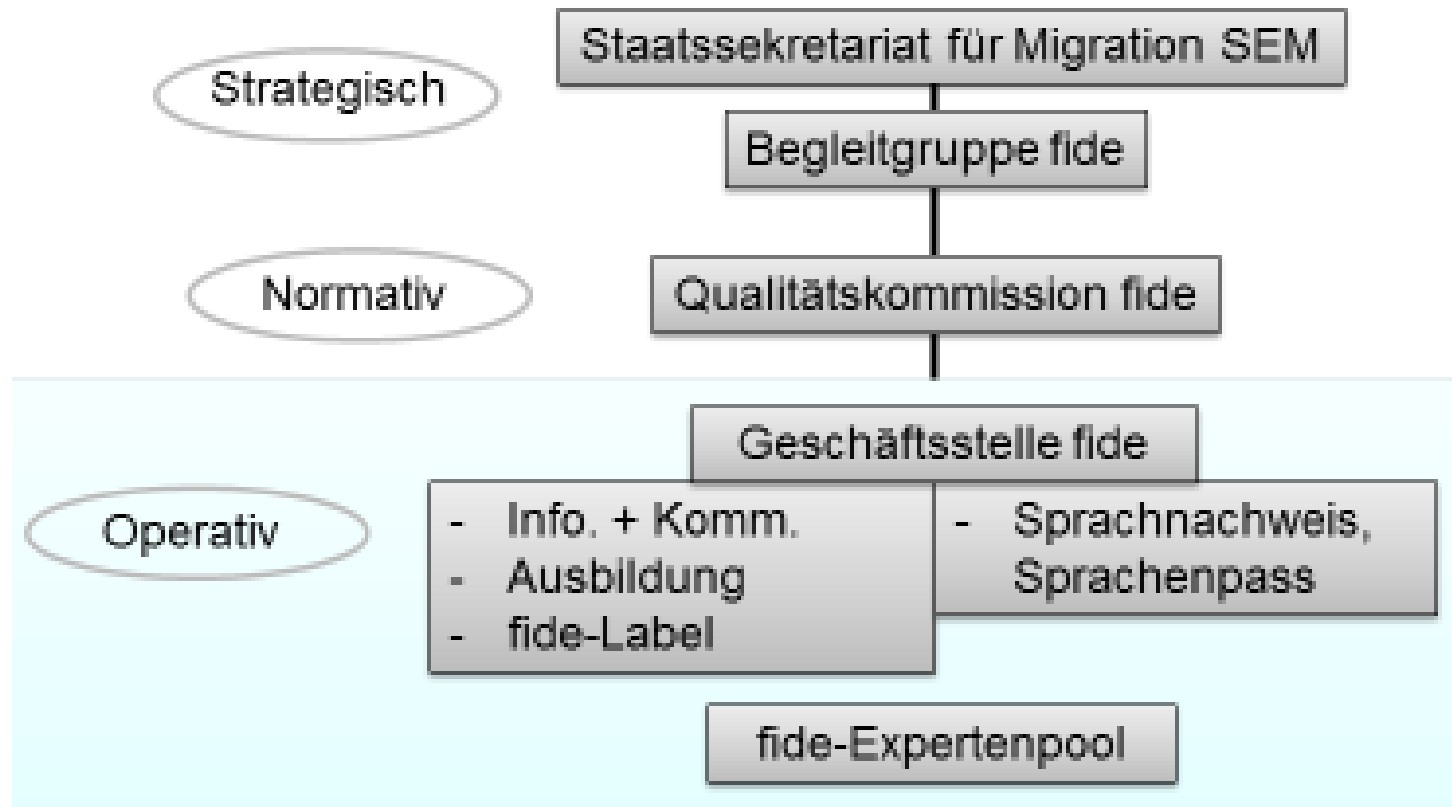 Staatssekretariat für Migration SEM
Strategisch
Begleitgruppe fide
Normativ
Qualitätskommission fide
Geschäftsstelle fide
Operativ
- Info. + Komm.
- Ausbildung
- fide-Label
- Sprachnachweis,
Sprachenpass
fide-Expertenpool